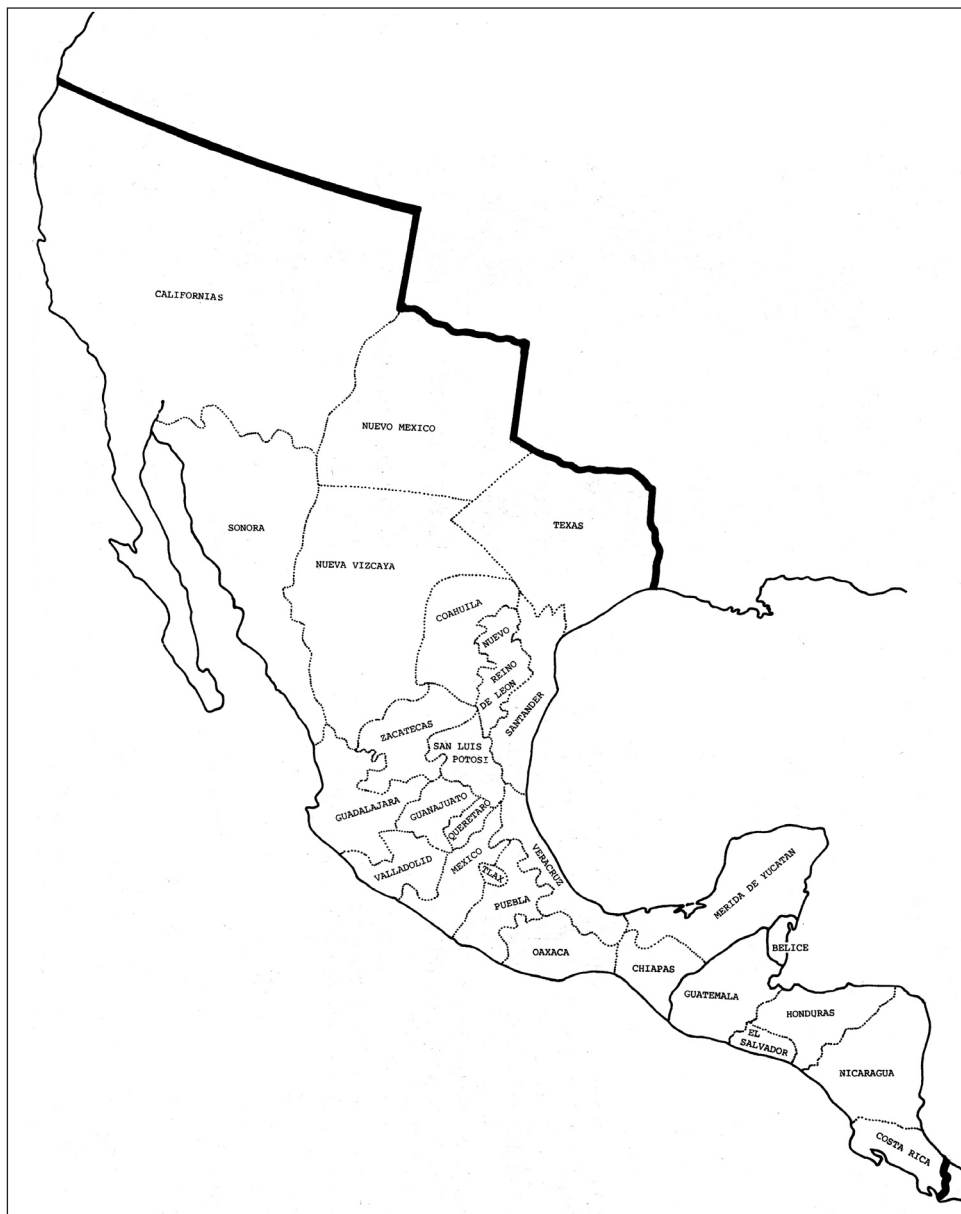 CALIFORNIAS
NUEVO MEXICO
SONORA
TEXAS
NUEVA VIZCAYA
COAHUILA
NUEVO
REINO
DE LEON
SANTANDER
ZACATECAS
SAN LUIS
POTOSI
GUADALAJARA
GUANAJUATO
QUERETARO
VALLADOLID
MEXICO
TLAX
VERACRUZ
PUEBLA
MERIDA DE YUCATAN
OAXACA
BELICE
CHIAPAS
GUATEMALA
HONDURAS
EL
SALVADOR
NICARAGUA
COSTA RICA